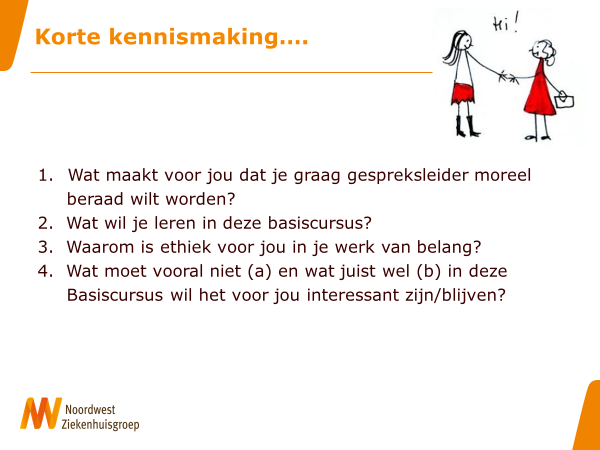 Korte kennismaking....
Hi!
1. Wat maakt voor jou dat je graag gespreksleider moreel
beraad wilt worden?
2. Wat wil je leren in deze basiscursus?
3. Waarom is ethiek voor jou in je werk van belang?
4. Wat moet vooral niet (a) en wat juist wel (b) in deze
Basiscursus wil het voor jou interessant zijn/blijven?
Noordwest
Ziekenhuisgroep